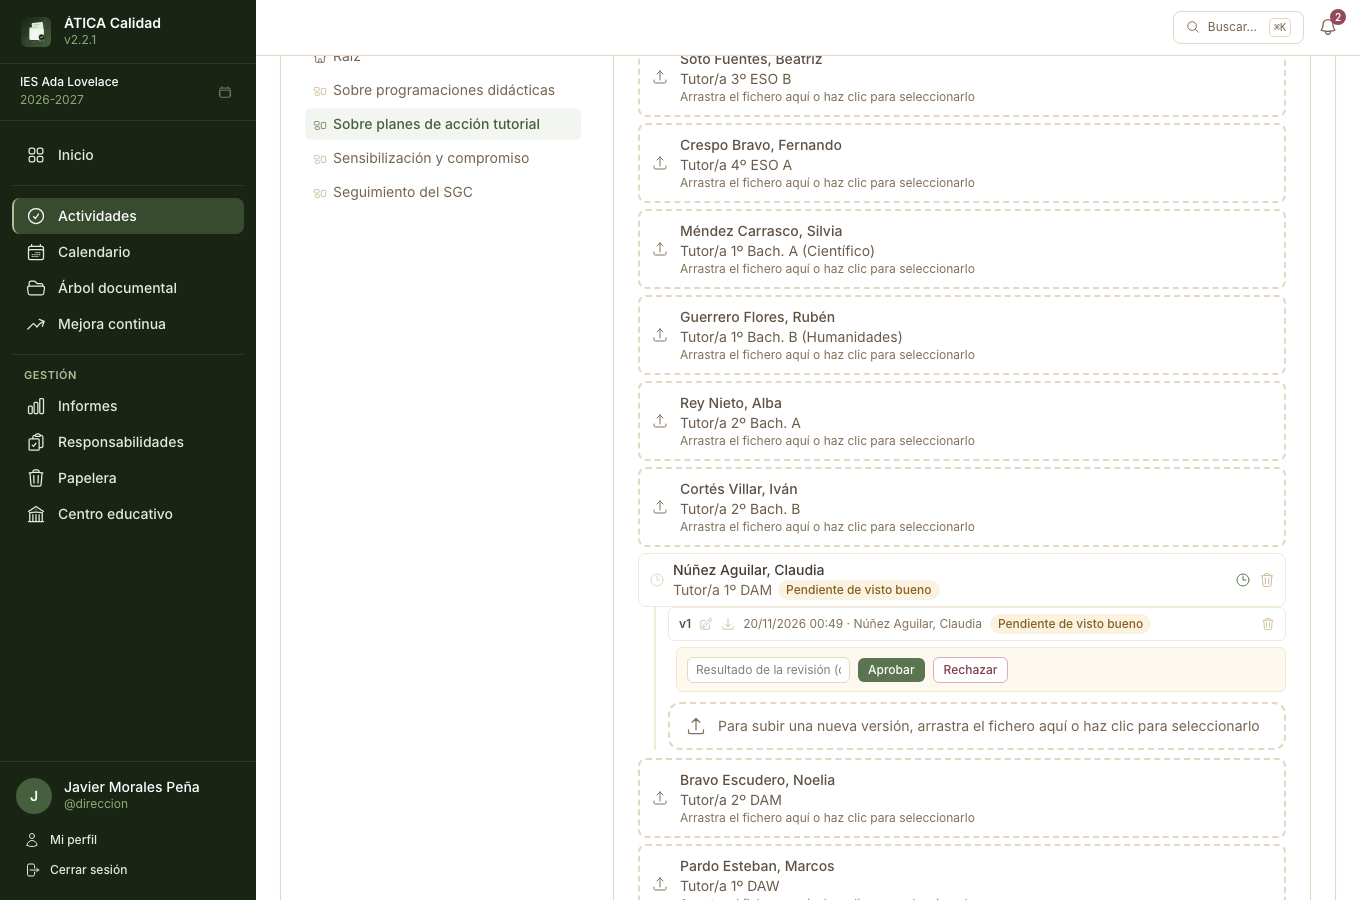 ÁTICA Calidad
v2.2.1
IES Ada Lovelace
2026-2027
Inicio
Actividades
Calendario
Árbol documental
Mejora continua
GESTIÓN
Informes
Responsabilidades
Papelera
Centro educativo
Javier Morales Peña
@direccion
J
Mi perfil
Cerrar sesión
Buscar...
⌘K
2
Raíz
Sobre programaciones didácticas
Sobre planes de acción tutorial
Sensibilización y compromiso
Seguimiento del SGC
Soto Fuentes, Beatriz
Tutor/a 3º ESO B
Arrastra el fichero aquí o haz clic para seleccionarlo
Crespo Bravo, Fernando
Tutor/a 4º ESO A
Arrastra el fichero aquí o haz clic para seleccionarlo
Méndez Carrasco, Silvia
Tutor/a 1º Bach. A (Científico)
Arrastra el fichero aquí o haz clic para seleccionarlo
Guerrero Flores, Rubén
Tutor/a 1º Bach. B (Humanidades)
Arrastra el fichero aquí o haz clic para seleccionarlo
Rey Nieto, Alba
Tutor/a 2º Bach. A
Arrastra el fichero aquí o haz clic para seleccionarlo
Cortés Villar, Iván
Tutor/a 2º Bach. B
Arrastra el fichero aquí o haz clic para seleccionarlo
Núñez Aguilar, Claudia
Tutor/a 1º DAM Pendiente de visto bueno
v1 20/11/2026 00:49 · Núñez Aguilar, Claudia Pendiente de visto bueno
Resultado de la revisión (c Aprobar Rechazar
Para subir una nueva versión, arrastra el fichero aquí o haz clic para seleccionarlo
Bravo Escudero, Noelia
Tutor/a 2º DAM
Arrastra el fichero aquí o haz clic para seleccionarlo
Pardo Esteban, Marcos
Tutor/a 1º DAW